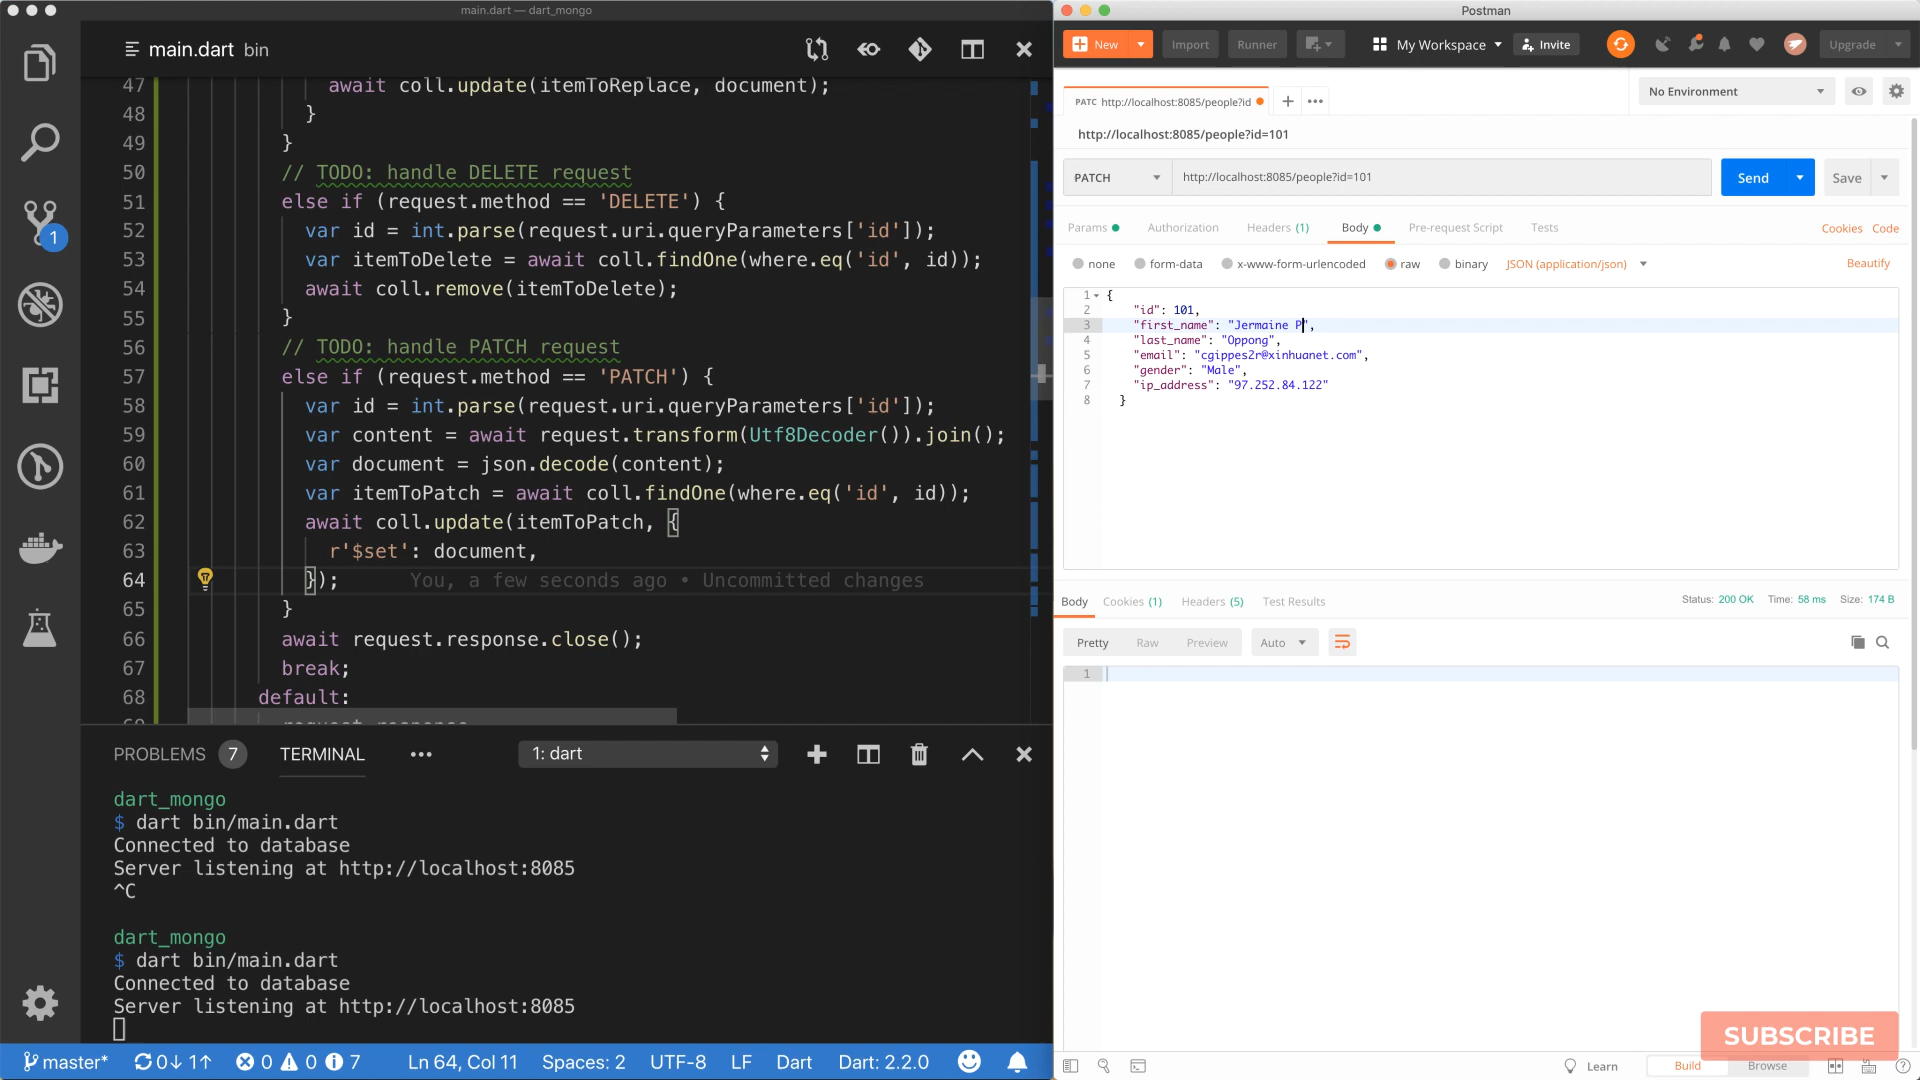 main.dart — dart_mongo
main.dart bin
47 await coll.update(itemToReplace, document);
48 }
49 }
50 // TODO: handle DELETE request
51 else if (request.method == 'DELETE') {
52 var id = int.parse(request.uri.queryParameters['id']);
53 var itemToDelete = await coll.findOne(where.eq('id', id));
54 await coll.remove(itemToDelete);
55 }
56 // TODO: handle PATCH request
57 else if (request.method == 'PATCH') {
58 var id = int.parse(request.uri.queryParameters['id']);
59 var content = await request.transform(Utf8Decoder()).join();
60 var document = json.decode(content);
61 var itemToPatch = await coll.findOne(where.eq('id', id));
62 await coll.update(itemToPatch, {
63 r'$set': document,
64 }); You, a few seconds ago • Uncommitted changes
65 }
66 await request.response.close();
67 break;
68 default:
1
PROBLEMS 7 TERMINAL ••• 1: dart
dart_mongo
$ dart bin/main.dart
Connected to database
Server listening at http://localhost:8085
^C
dart_mongo
$ dart bin/main.dart
Connected to database
Server listening at http://localhost:8085
master* 0↓ 1↑ 0 0 7 Ln 64, Col 11 Spaces: 2 UTF-8 LF Dart Dart: 2.2.0
Postman
New Import Runner My Workspace Invite Upgrade
PATC http://localhost:8085/people?id No Environment
http://localhost:8085/people?id=101
PATCH http://localhost:8085/people?id=101 Send Save
Params Authorization Headers (1) Body Pre-request Script Tests Cookies Code
none form-data x-www-form-urlencoded raw binary JSON (application/json) Beautify
1 {
2 "id": 101,
3 "first_name": "Jermaine P",
4 "last_name": "Oppong",
5 "email": "cgippes2r@xinhuanet.com",
6 "gender": "Male",
7 "ip_address": "97.252.84.122"
8 }
Body Cookies (1) Headers (5) Test Results Status: 200 OK Time: 58 ms Size: 174 B
Pretty Raw Preview Auto
1
SUBSCRIBE
Learn Build Browse